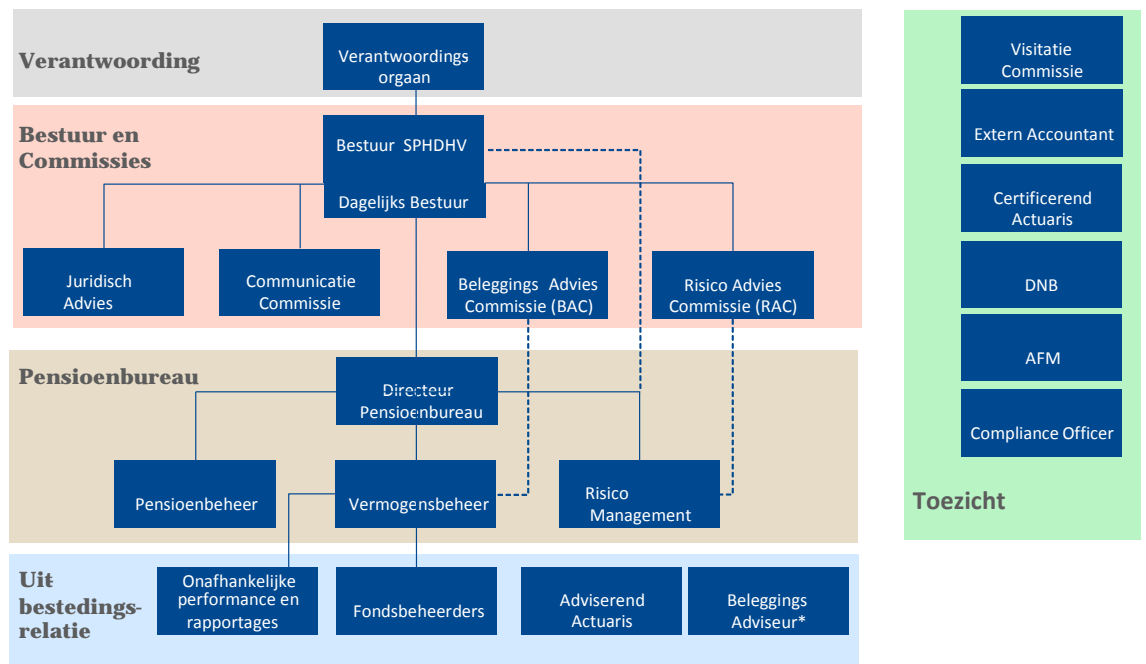 Verantwoording
Verantwoordings
orgaan
Bestuur en
Commissies
Bestuur SPHDHV
Dagelijks Bestuur
Juridisch
Advies
Communicatie
Commissie
Beleggings Advies
Commissie (BAC)
Risico Advies
Commissie (RAC)
Pensioenbureau
Directeur
Pensioenbureau
Pensioenbeheer
Vermogensbeheer
Risico
Management
Uit-
bestedings-
relatie
Onafhankelijke
performance en
rapportages
Fondsbeheerders
Adviserend
Actuaris
Beleggings
Adviseur*
Visitatie
Commissie
Extern Accountant
Certificerend
Actuaris
DNB
AFM
Compliance Officer
Toezicht